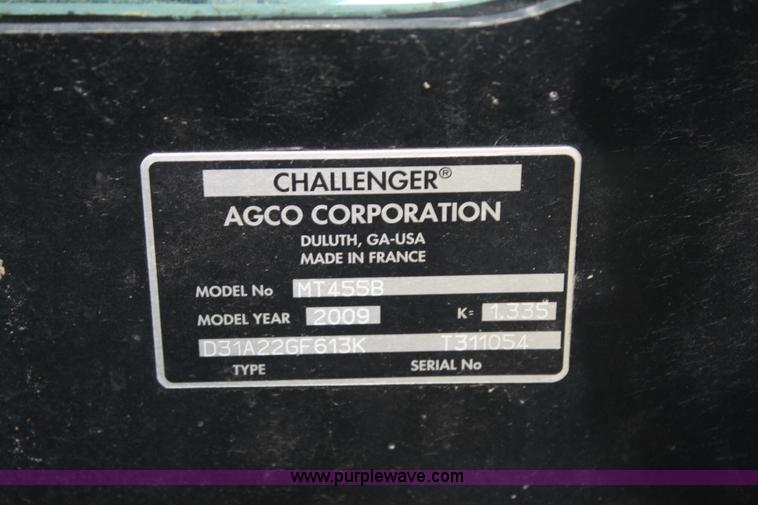 CHALLENGER®
AGCO CORPORATION
DULUTH, GA-USA
MADE IN FRANCE
MODEL No MT455B
MODEL YEAR 2009 K= 1.335
D31A22GF613K T311054
TYPE SERIAL No
www.purplewave.com